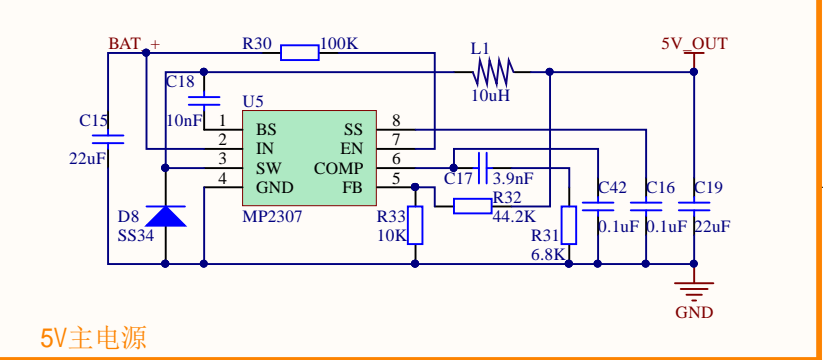 BAT_+
R30
100K
L1
5V_OUT
C18
10uH
U5
C15
10nF
1
BS
SS
8
2
IN
EN
7
22uF
3
SW
COMP
6
4
GND
FB
5
C17
3.9nF
C42
C16
C19
D8
SS34
MP2307
R33
10K
R32
44.2K
R31
6.8K
0.1uF
0.1uF
22uF
GND
5V主电源